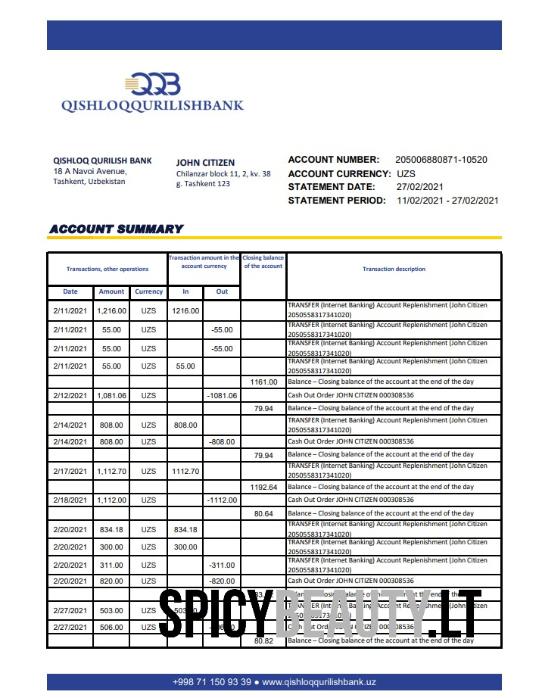 QQB
QISHLOQQURILISHBANK
QISHLOQ QURILISH BANK
18 A Navoi Avenue,
Tashkent, Uzbekistan
JOHN CITIZEN
Chilanzar block 11, 2, kv. 38
g. Tashkent 123
ACCOUNT NUMBER: 205006880871-10520
ACCOUNT CURRENCY: UZS
STATEMENT DATE: 27/02/2021
STATEMENT PERIOD: 11/02/2021 - 27/02/2021
ACCOUNT SUMMARY
Transactions, other operations
Transaction amount in the account currency
Closing balance of the account
Transaction description
Date Amount Currency In Out
2/11/2021 1,216.00 UZS 1216.00 TRANSFER (Internet Banking) Account Replenishment (John Citizen
2050558317341020)
2/11/2021 55.00 UZS -55.00 TRANSFER (Internet Banking) Account Replenishment (John Citizen
2050558317341020)
2/11/2021 55.00 UZS -55.00 TRANSFER (Internet Banking) Account Replenishment (John Citizen
2050558317341020)
2/11/2021 55.00 UZS 55.00 TRANSFER (Internet Banking) Account Replenishment (John Citizen
2050558317341020)
1161.00 Balance – Closing balance of the account at the end of the day
2/12/2021 1,081.06 UZS -1081.06 Cash Out Order JOHN CITIZEN 000308536
79.94 Balance – Closing balance of the account at the end of the day
2/14/2021 808.00 UZS 808.00 TRANSFER (Internet Banking) Account Replenishment (John Citizen
2050558317341020)
2/14/2021 808.00 UZS -808.00 Cash Out Order JOHN CITIZEN 000308536
79.94 Balance – Closing balance of the account at the end of the day
2/17/2021 1,112.70 UZS 1112.70 TRANSFER (Internet Banking) Account Replenishment (John Citizen
2050558317341020)
1192.64 Balance – Closing balance of the account at the end of the day
2/18/2021 1,112.00 UZS -1112.00 Cash Out Order JOHN CITIZEN 000308536
80.64 Balance – Closing balance of the account at the end of the day
2/20/2021 834.18 UZS 834.18 TRANSFER (Internet Banking) Account Replenishment (John Citizen
2050558317341020)
2/20/2021 300.00 UZS 300.00 TRANSFER (Internet Banking) Account Replenishment (John Citizen
2050558317341020)
2/20/2021 311.00 UZS -311.00 TRANSFER (Internet Banking) Account Replenishment (John Citizen
2050558317341020)
2/20/2021 820.00 UZS -820.00 Cash Out Order JOHN CITIZEN 000308536
the end of the day
2/27/2021 503.00 UZS
2/27/2021 506.00 UZS
80.82 Balance – Closing balance of the account at the end of the day
SPICYBEAUTY.LT
+998 71 150 93 39 ● www.qishloqqurilishbank.uz